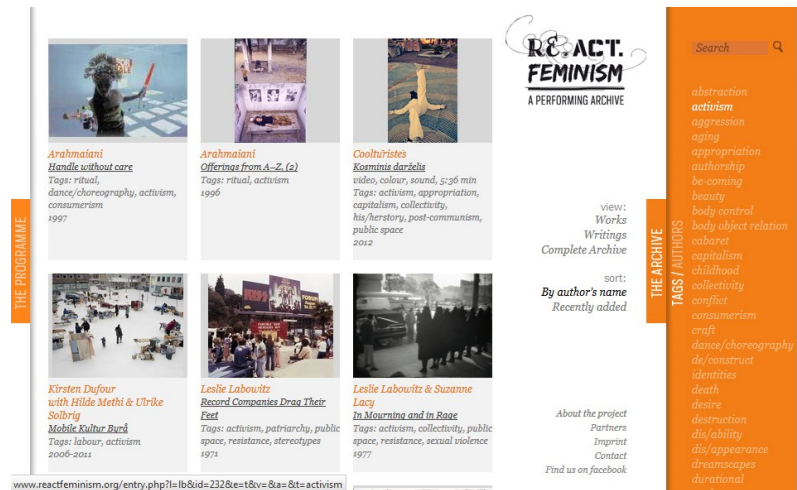 THE PROGRAMME
Arahmaiani
Handle without care
Tags: ritual,
dance/choreography, activism,
consumerism
1997
Arahmaiani
Offerings from A–Z, (2)
Tags: ritual, activism
1996
Cooltūristės
Kosminis darželis
video, colour, sound, 5:36 min
Tags: activism, appropriation,
capitalism, collectivity,
his/herstory, post-communism,
public space
2012
Kirsten Dufour
with Hilde Methi & Ulrike
Solbrig
Mobile Kultur Byrå
Tags: labour, activism
2006-2011
KISS
FORUM
Leslie Labowitz
Record Companies Drag Their
Feet
Tags: activism, patriarchy, public
space, resistance, stereotypes
1971
Leslie Labowitz & Suzanne
Lacy
In Mourning and in Rage
Tags: activism, collectivity, public
space, resistance, sexual violence
1977
RE.ACT.
FEMINISM
A PERFORMING ARCHIVE
view:
Works
Writings
Complete Archive
sort:
By author's name
Recently added
About the project
Partners
Imprint
Contact
Find us on facebook
THE ARCHIVE
TAGS / AUTHORS
Search
abstraction
activism
aggression
aging
appropriation
authorship
be-coming
beauty
body control
body object relation
cabaret
capitalism
childhood
collectivity
conflict
consumerism
craft
dance/choreography
de/construct
identities
death
desire
destruction
dis/ability
dis/appearance
dreamscapes
durational
www.reactfeminism.org/entry.php?l=lb&id=232&e=t&v=&a=&t=activism